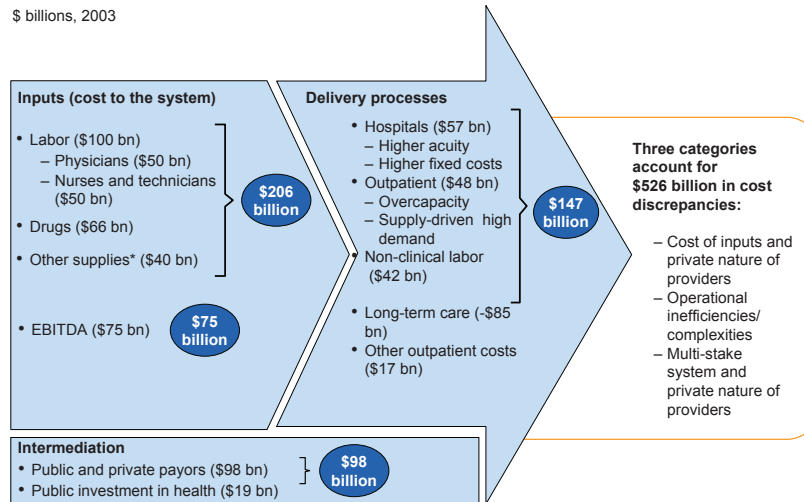 $ billions, 2003
Inputs (cost to the system)
• Labor ($100 bn)
– Physicians ($50 bn)
– Nurses and technicians
($50 bn)
• Drugs ($66 bn)
• Other supplies* ($40 bn)
$206
billion
• EBITDA ($75 bn)
$75
billion
Delivery processes
• Hospitals ($57 bn)
– Higher acuity
– Higher fixed costs
• Outpatient ($48 bn)
– Overcapacity
– Supply-driven high
demand
• Non-clinical labor
($42 bn)
$147
billion
• Long-term care (-$85
bn)
• Other outpatient costs
($17 bn)
Three categories
account for
$526 billion in cost
discrepancies:
– Cost of inputs and
private nature of
providers
– Operational
inefficiencies/
complexities
– Multi-stake
system and
private nature of
providers
Intermediation
• Public and private payors ($98 bn)
• Public investment in health ($19 bn)
$98
billion